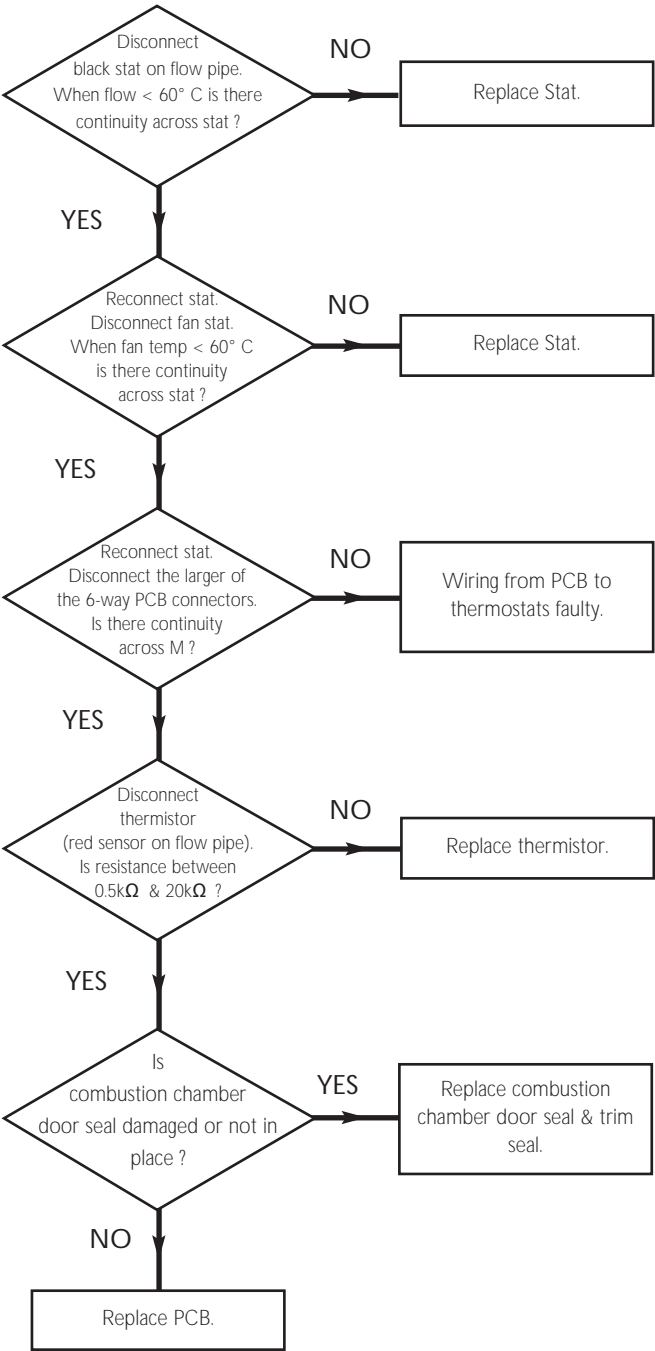 Disconnect
black stat on flow pipe.
When flow < 60° C is there
continuity across stat ?
NO
Replace Stat.
YES
Reconnect stat.
Disconnect fan stat.
When fan temp < 60° C
is there continuity
across stat ?
NO
Replace Stat.
YES
Reconnect stat.
Disconnect the larger of
the 6-way PCB connectors.
Is there continuity
across M ?
NO
Wiring from PCB to
thermostats faulty.
YES
Disconnect
thermistor
(red sensor on flow pipe).
Is resistance between
0.5kΩ & 20kΩ ?
NO
Replace thermistor.
YES
Is
combustion chamber
door seal damaged or not in
place ?
YES
Replace combustion
chamber door seal & trim
seal.
NO
Replace PCB.